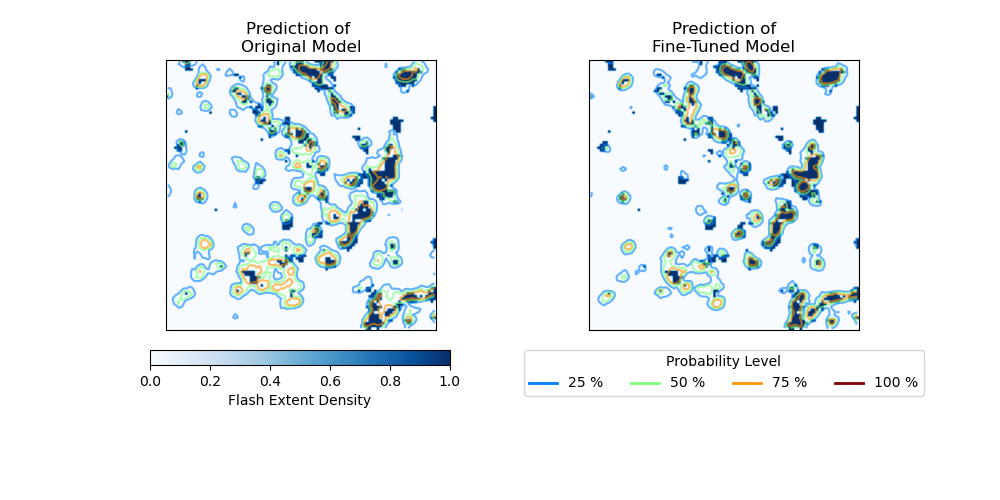 Prediction of
Original Model
Prediction of
Fine-Tuned Model
0.0 0.2 0.4 0.6 0.8 1.0
Flash Extent Density
Probability Level
25 % 50 % 75 % 100 %